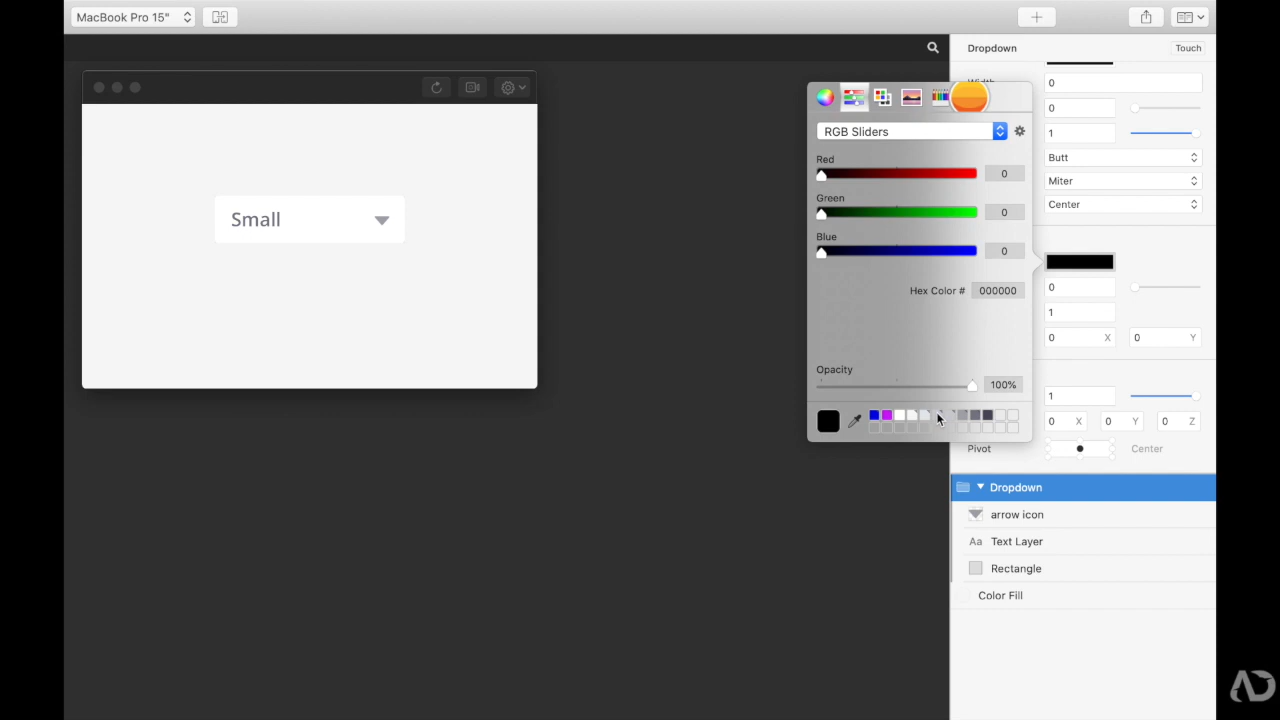 MacBook Pro 15"
Dropdown
Touch
Width
0
0
1
RGB Sliders
Butt
Red
0
Miter
Green
0
Center
Small
Blue
0
0
Hex Color #
000000
1
0
X
0
Y
Opacity
100%
1
0
X
0
Y
0
Z
Pivot
Center
Dropdown
arrow icon
Aa
Text Layer
Rectangle
Color Fill